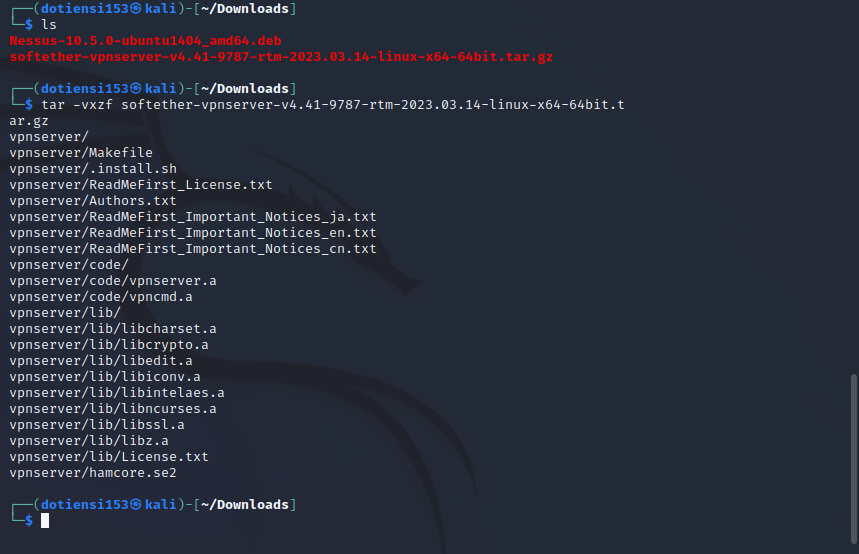 ┌──(dotiensi153㉿kali)-[~/Downloads]
└─$ ls
Nessus-10.5.0-ubuntu1404_amd64.deb
softether-vpnserver-v4.41-9787-rtm-2023.03.14-linux-x64-64bit.tar.gz
┌──(dotiensi153㉿kali)-[~/Downloads]
└─$ tar -vxzf softether-vpnserver-v4.41-9787-rtm-2023.03.14-linux-x64-64bit.t
ar.gz
vpnserver/
vpnserver/Makefile
vpnserver/.install.sh
vpnserver/ReadMeFirst_License.txt
vpnserver/Authors.txt
vpnserver/ReadMeFirst_Important_Notices_ja.txt
vpnserver/ReadMeFirst_Important_Notices_en.txt
vpnserver/ReadMeFirst_Important_Notices_cn.txt
vpnserver/code/
vpnserver/code/vpnserver.a
vpnserver/code/vpncmd.a
vpnserver/lib/
vpnserver/lib/libcharset.a
vpnserver/lib/libcrypto.a
vpnserver/lib/libedit.a
vpnserver/lib/libiconv.a
vpnserver/lib/libintelaes.a
vpnserver/lib/libncurses.a
vpnserver/lib/libssl.a
vpnserver/lib/libz.a
vpnserver/lib/License.txt
vpnserver/hamcore.se2
┌──(dotiensi153㉿kali)-[~/Downloads]
└─$